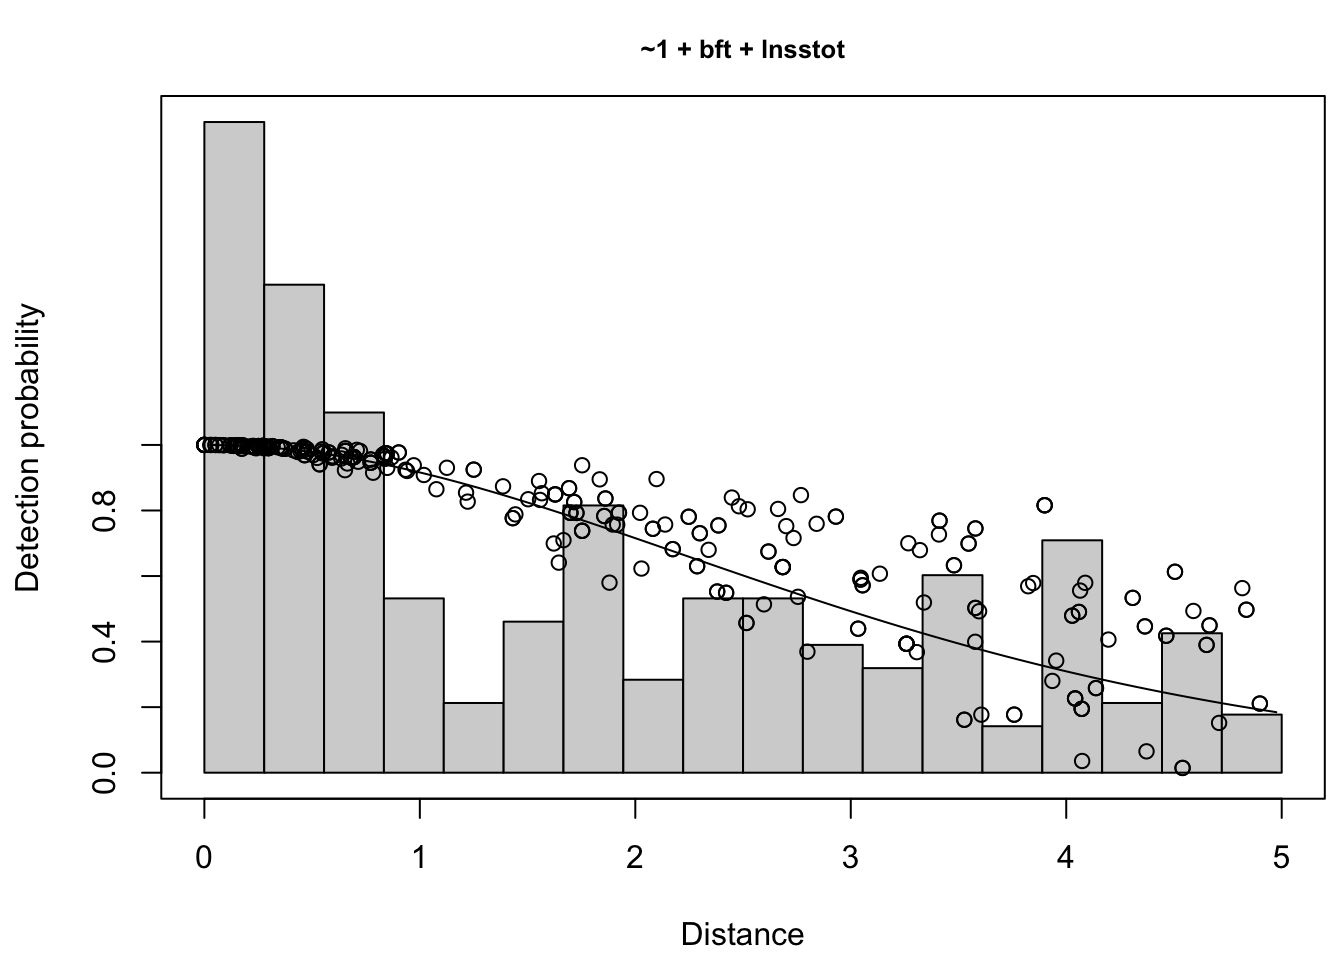 ~1 + bft + lnsstot
Detection probability
0.8
0.4
0.0
0 1 2 3 4 5
Distance